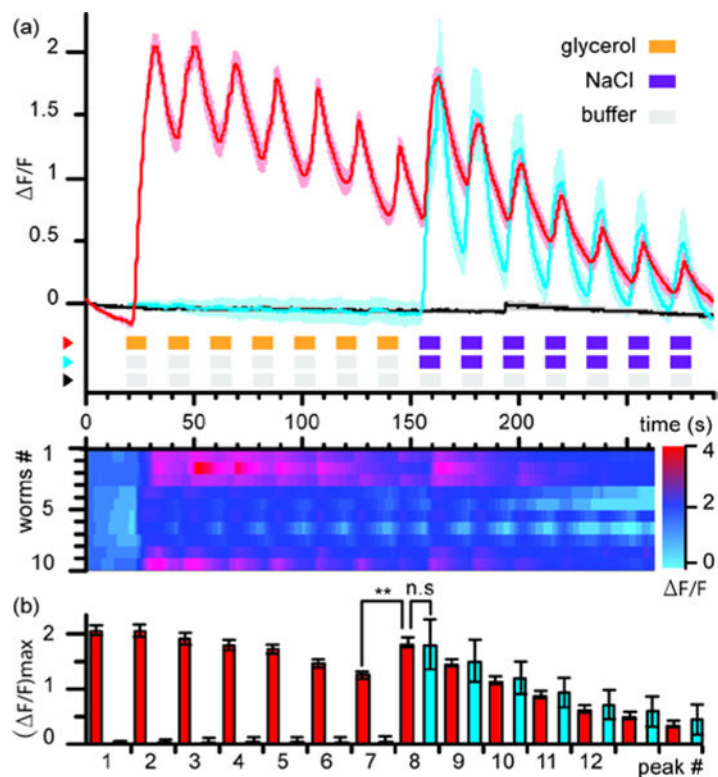 (a)
2
1.5
1
0.5
0
ΔF/F
glycerol
NaCl
buffer
0 50 100 150 200 time (s)
worms #
1
5
10
4
2
0
ΔF/F
(b)
** n.s
2
1
0
(ΔF/F)max
1 2 3 4 5 6 7 8 9 10 11 12 peak #